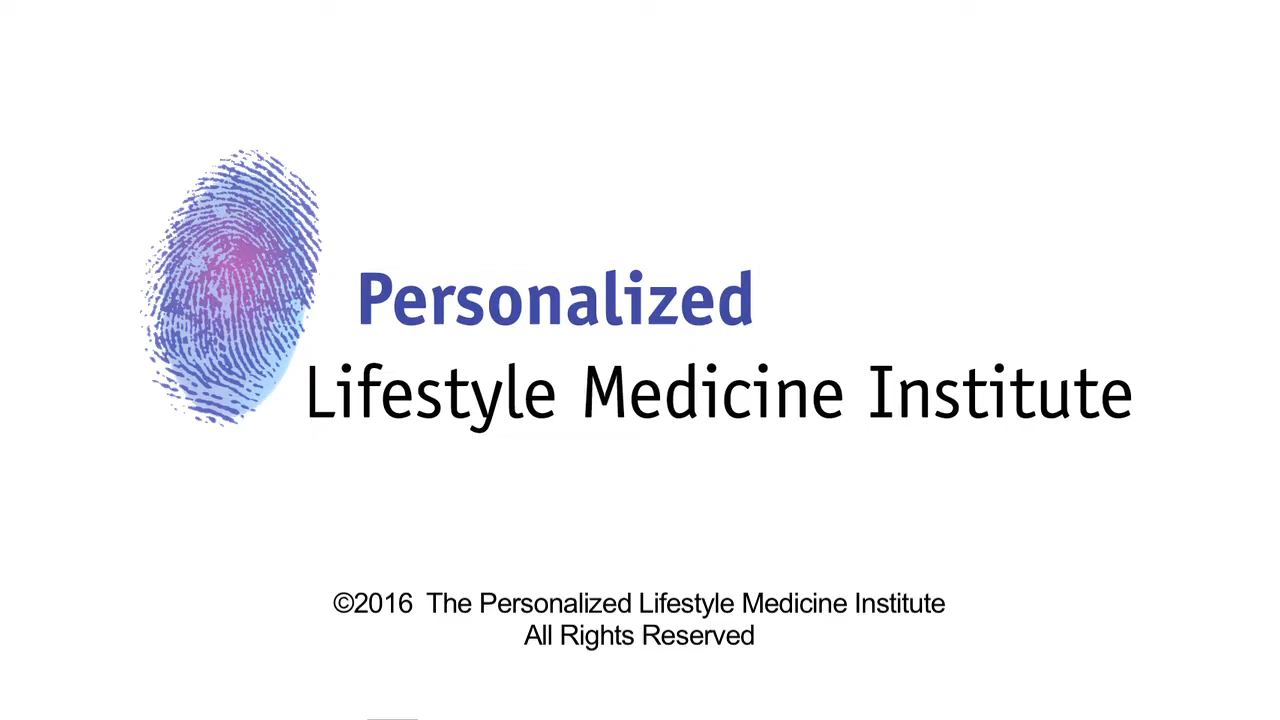 Personalized
Lifestyle Medicine Institute
©2016 The Personalized Lifestyle Medicine Institute
All Rights Reserved